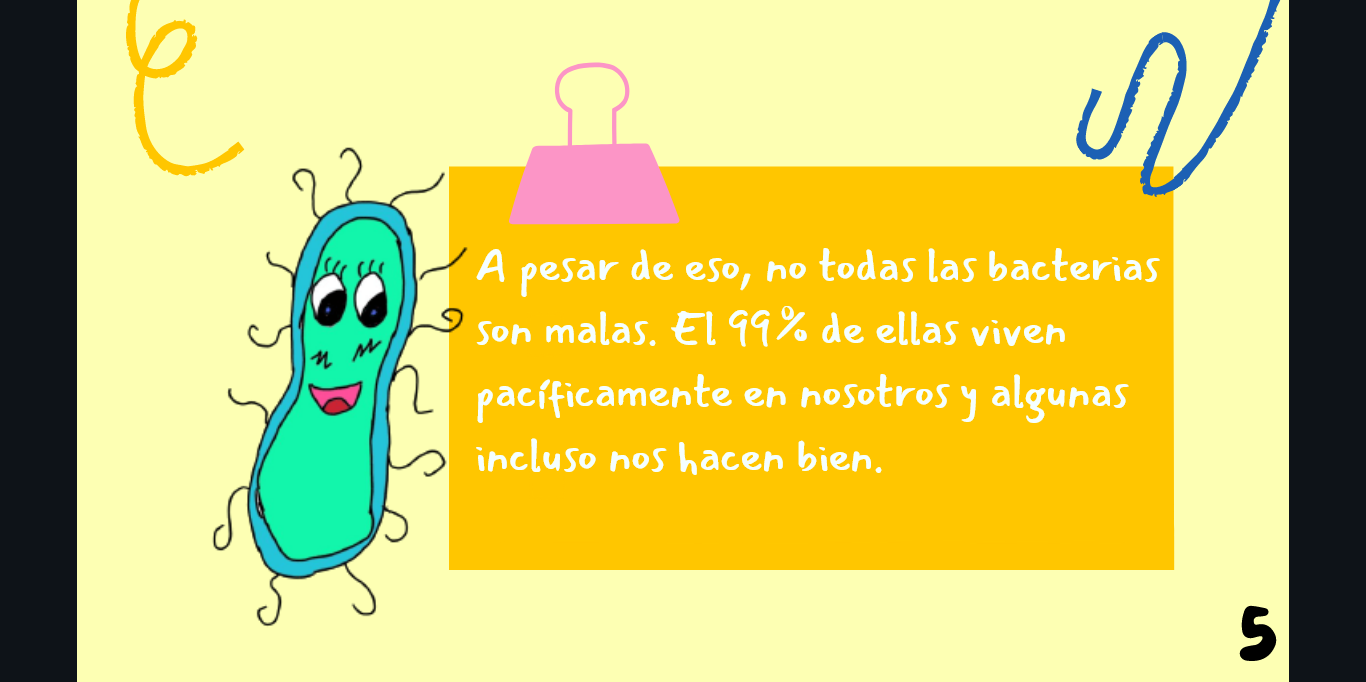 A pesar de eso, no todas las bacterias
son malas. El 99% de ellas viven
pacíficamente en nosotros y algunas
incluso nos hacen bien.
5